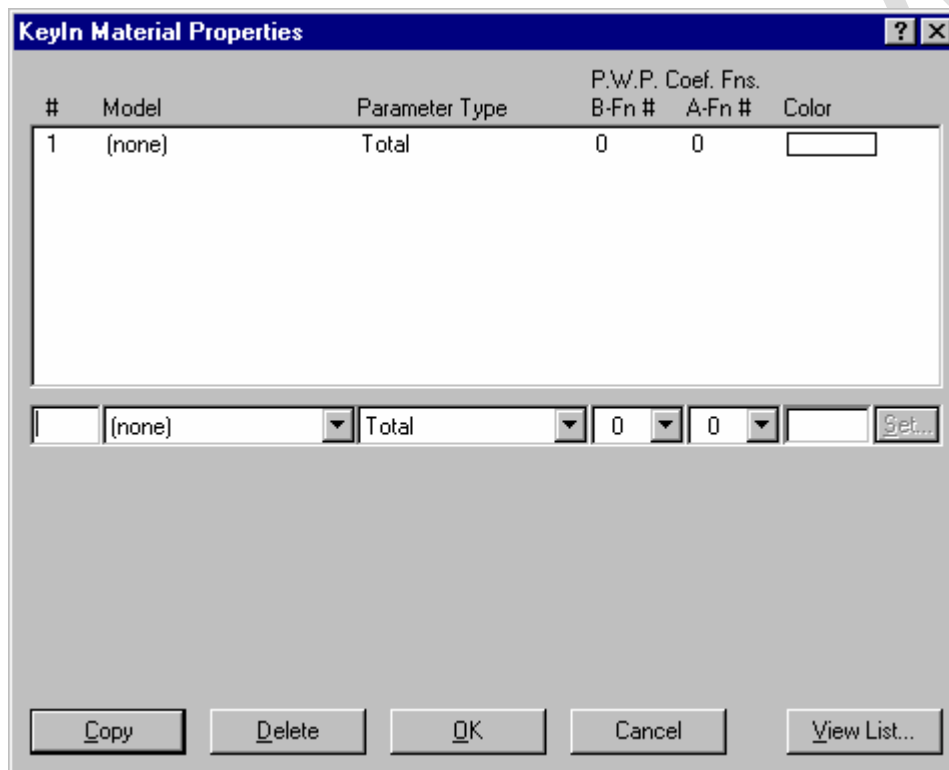 KeyIn Material Properties
P.W.P. Coef. Fns.
# Model Parameter Type B-Fn # A-Fn # Color
1 (none) Total 0 0
(none) Total 0 0 Set...
Copy Delete OK Cancel View List...